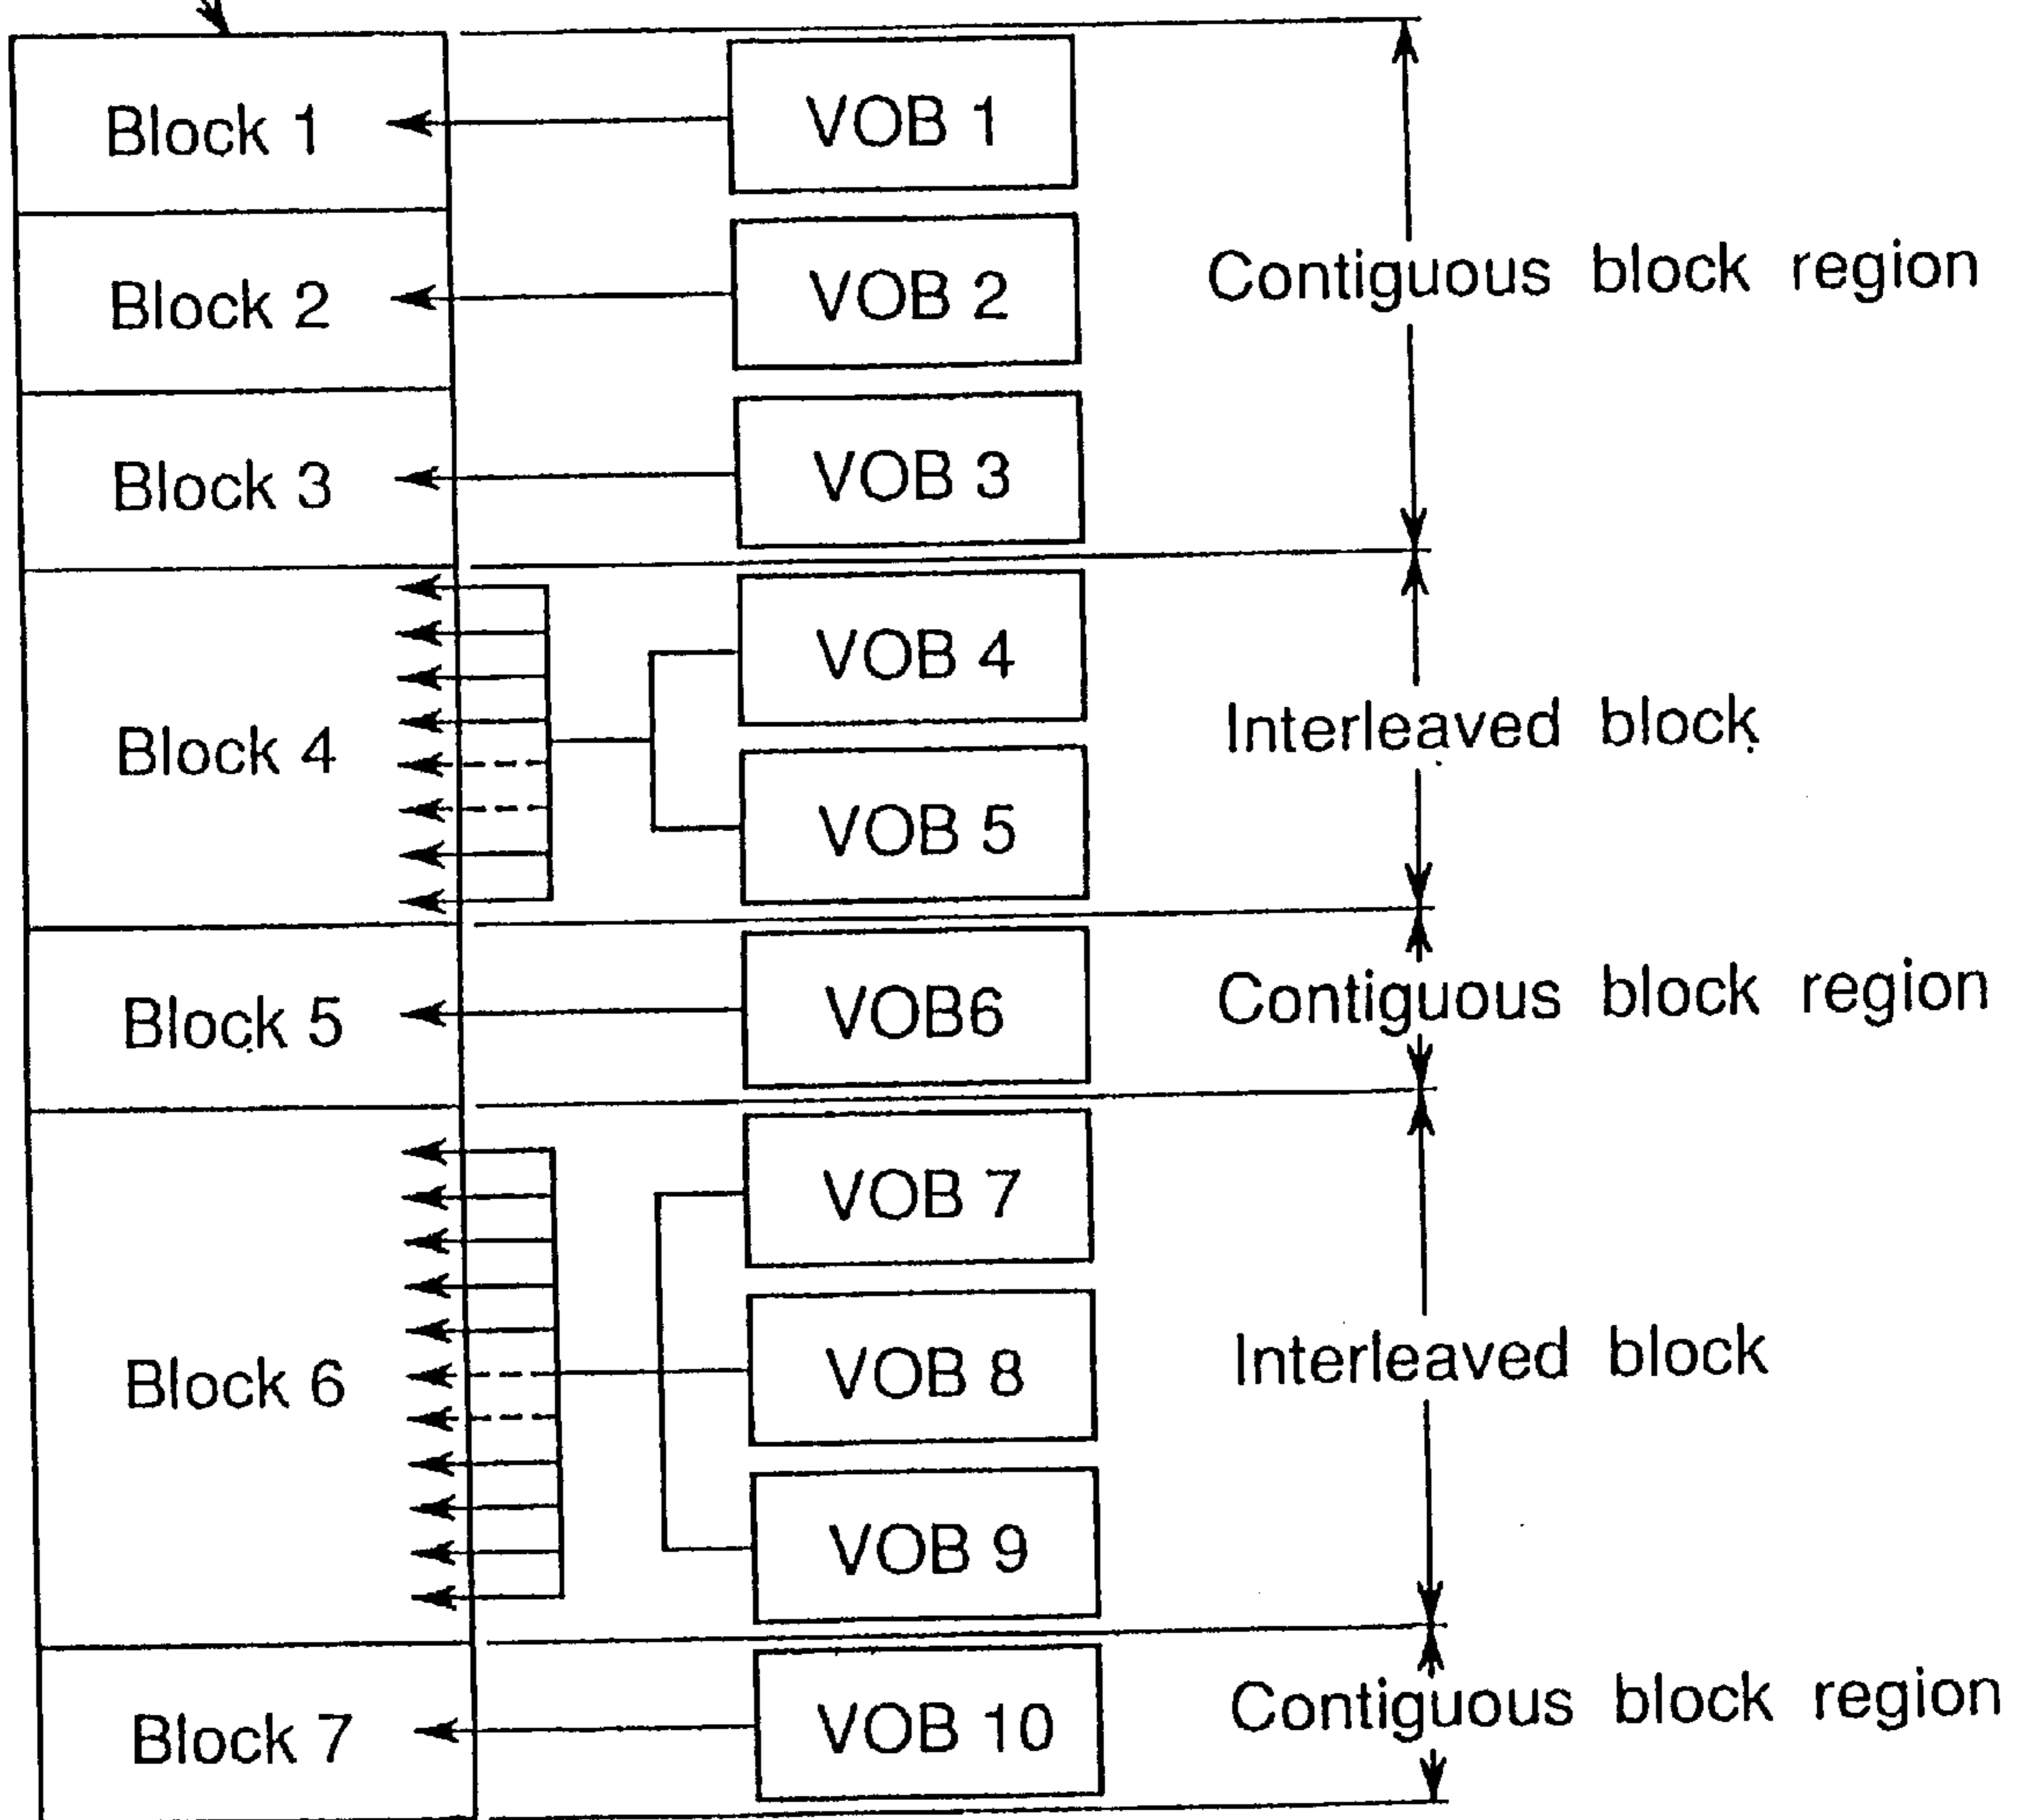 Block 1
VOB 1
Block 2
VOB 2
Contiguous block region
Block 3
VOB 3
VOB 4
Block 4
Interleaved block
VOB 5
Block 5
VOB6
Contiguous block region
VOB 7
Block 6
VOB 8
Interleaved block
VOB 9
Block 7
VOB 10
Contiguous block region